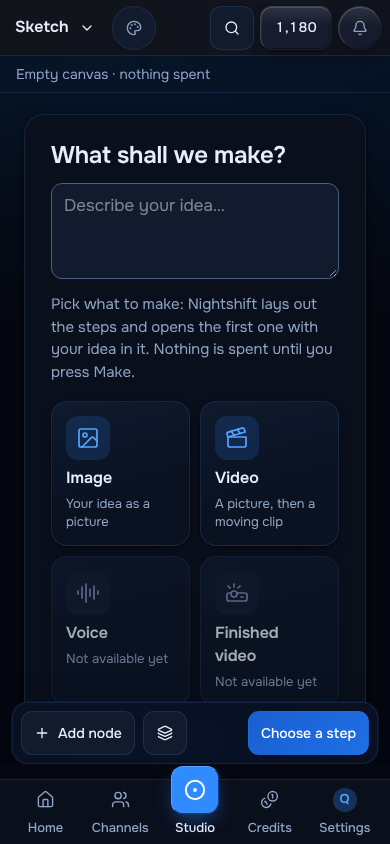 Sketch
1,180
Empty canvas · nothing spent
What shall we make?
Describe your idea...
Pick what to make: Nightshift lays out
the steps and opens the first one with
your idea in it. Nothing is spent until you
press Make.
Image
Your idea as a
picture
Video
A picture, then a
moving clip
Voice
Not available yet
Finished
video
Not available yet
Add node
Choose a step
Home
Channels
Studio
Credits
Q
Settings